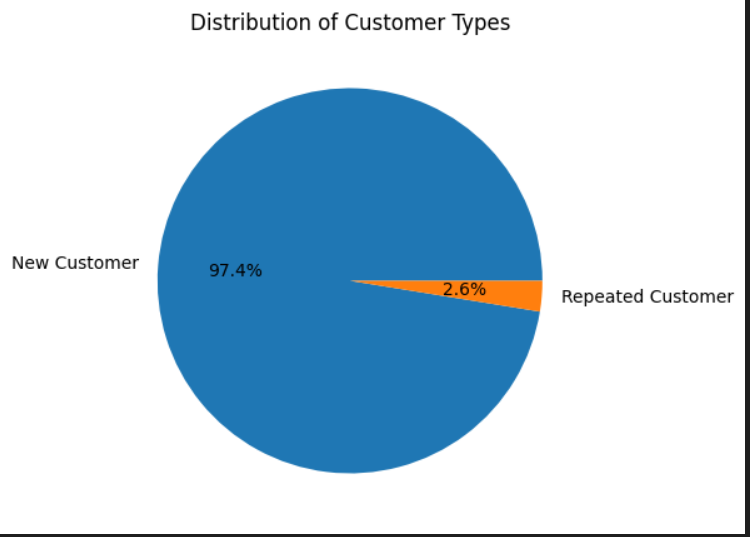 Distribution of Customer Types
New Customer
97.4%
2.6%
Repeated Customer